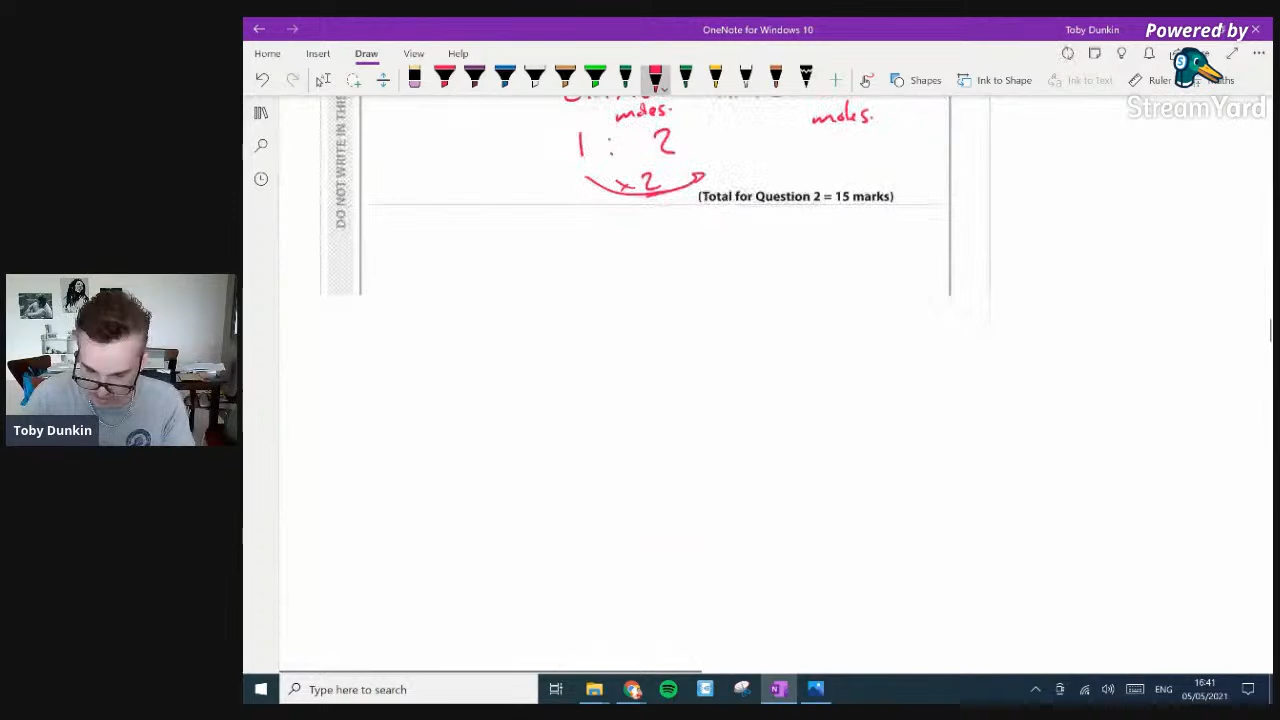 OneNote for Windows 10
Toby Dunkin
Powered by
StreamYard
Home Insert Draw View Help
Shapes Ink to Shape Ink to Text Ruler Maths
DO NOT WRITE IN THIS
moles. moles.
1 : 2
×2
(Total for Question 2 = 15 marks)
Toby Dunkin
Type here to search
ENG
16:41
05/05/2021